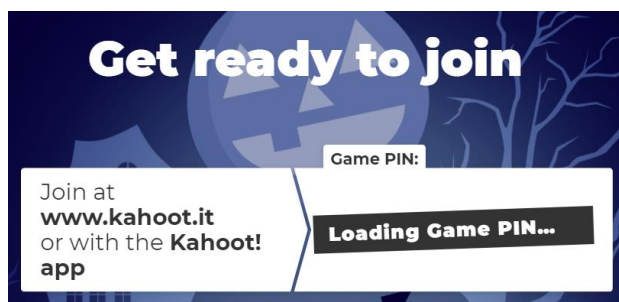 Get ready to join
Game PIN:
Join at
www.kahoot.it
or with the Kahoot!
app
Loading Game PIN...